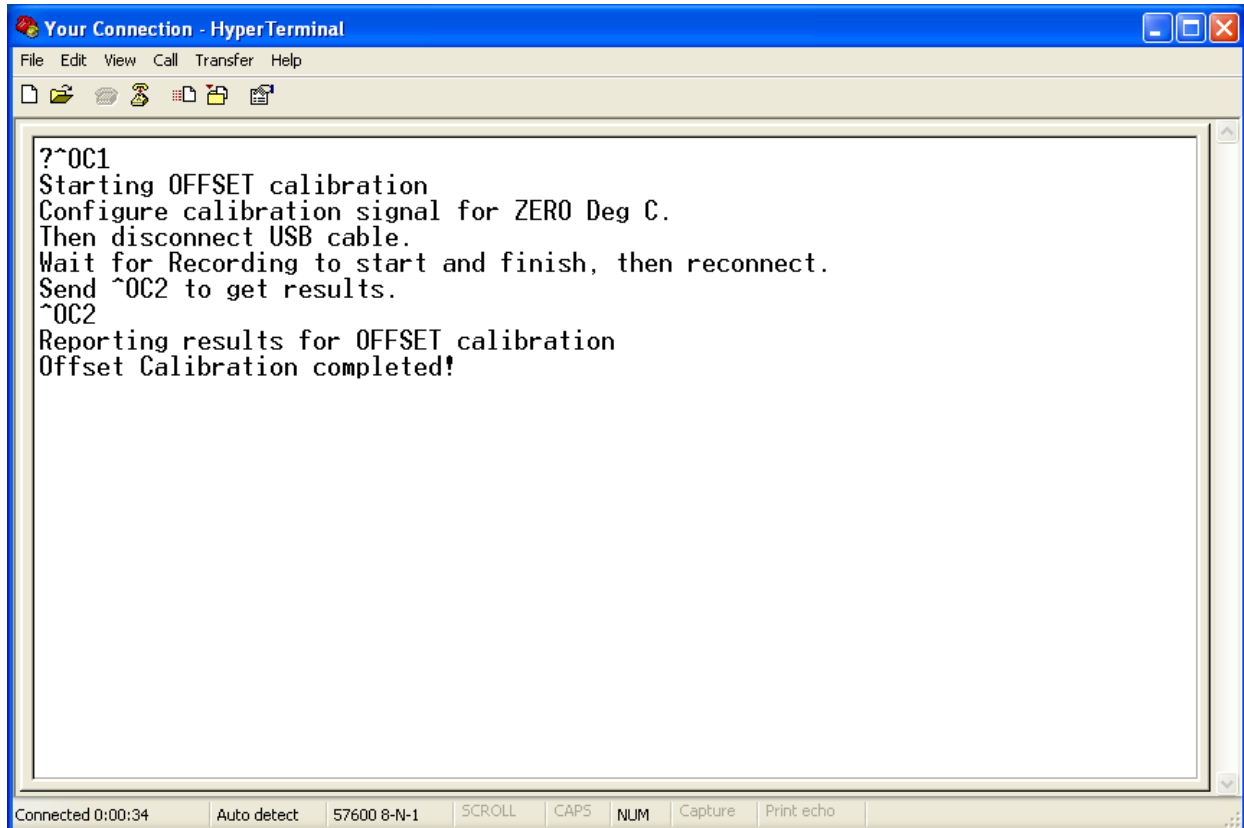 Your Connection - HyperTerminal
File Edit View Call Transfer Help
?^OC1
Starting OFFSET calibration
Configure calibration signal for ZERO Deg C.
Then disconnect USB cable.
Wait for Recording to start and finish, then reconnect.
Send ^OC2 to get results.
^OC2
Reporting results for OFFSET calibration
Offset Calibration completed!
Connected 0:00:34 Auto detect 57600 8-N-1 SCROLL CAPS NUM Capture Print echo